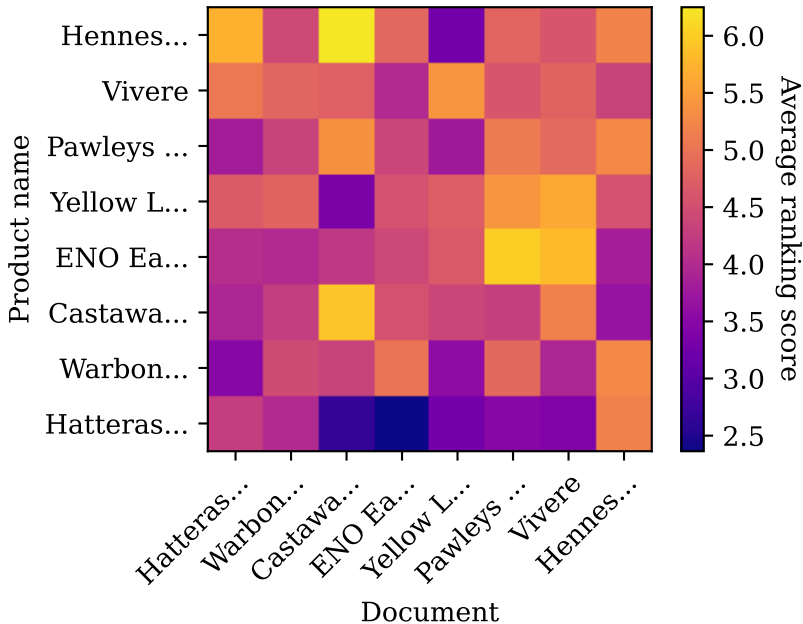 Product name
Hennes...
Vivere
Pawleys ...
Yellow L...
ENO Ea...
Castawa...
Warbon...
Hatteras...
Hatteras...
Warbon...
Castawa...
ENO Ea...
Yellow L...
Pawleys ...
Vivere
Hennes...
Document
6.0
5.5
5.0
4.5
4.0
3.5
3.0
2.5
Average ranking score